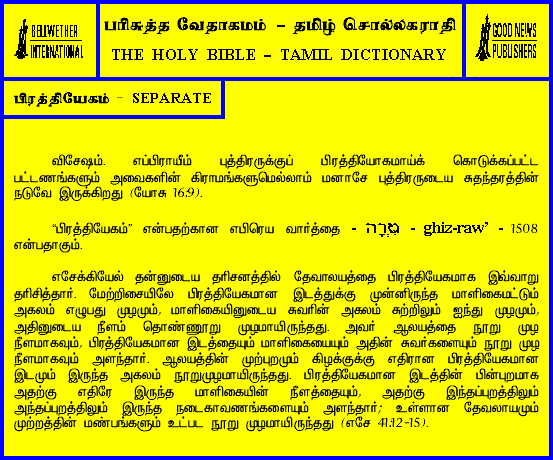 BELLWETHER
INTERNATIONAL
பரிசுத்த வேதாகமம் – தமிழ் சொல்லகராதி
THE HOLY BIBLE – TAMIL DICTIONARY
GOOD NEWS
PUBLISHERS
பிரத்தியேகம் – SEPARATE
விசேஷம். எப்பிராயீம் புத்திரருக்குப் பிரத்தியோகமாய்க் கொடுக்கப்பட்ட
பட்டணங்களும் அவைகளின் கிராமங்களுமெல்லாம் மனாசே புத்திரருடைய சுதந்தரத்தின்
நடுவே இருக்கிறது (யோசு 16:9).
“பிரத்தியேகம்” என்பதற்கான எபிரெய வார்த்தை - גִּזְרָה - ghiz-raw’ - 1508
என்பதாகும்.
எசேக்கியேல் தன்னுடைய தரிசனத்தில் தேவாலயத்தை பிரத்தியேகமாக இவ்வாறு
தரிசித்தார். மேற்றிசையிலே பிரத்தியேகமான இடத்துக்கு முன்னிருந்த மாளிகைமட்டும்
அகலம் எழுபது முழமும், மாளிகையினுடைய சுவரின் அகலம் சுற்றிலும் ஐந்து முழமும்,
அதினுடைய நீளம் தொண்ணூறு முழமாயிருந்தது. அவர் ஆலயத்தை நூறு முழ
நீளமாகவும், பிரத்தியேகமான இடத்தையும் மாளிகையையும் அதின் சுவர்களையும் நூறு முழ
நீளமாகவும் அளந்தார். ஆலயத்தின் முற்புறமும் கிழக்குக்கு எதிரான பிரத்தியேகமான
இடமும் இருந்த அகலம் நூறுமுழமாயிருந்தது. பிரத்தியேகமான இடத்தின் பின்புறமாக
அதற்கு எதிரே இருந்த மாளிகையின் நீளத்தையும், அதற்கு இந்தப்புறத்திலும்
அந்தப்புறத்திலும் இருந்த நடைகாவணங்களையும் அளந்தார்; உள்ளான தேவலாயமும்
முற்றத்தின் மண்பங்களும் உட்பட நூறு முழமாயிருந்தது (எசே 41:12-15).